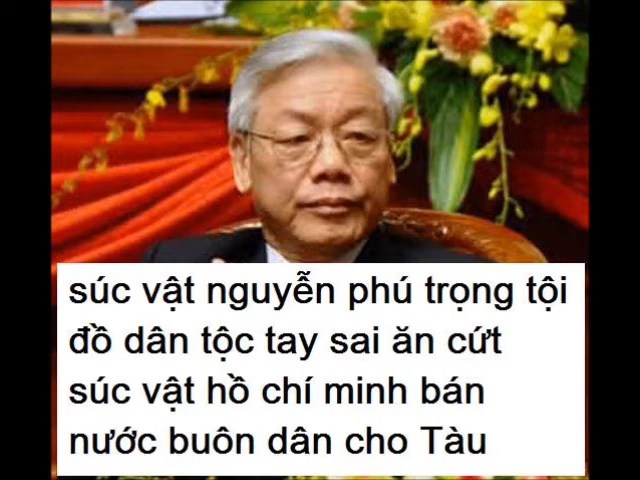 súc vật nguyễn phú trọng tội
đồ dân tộc tay sai ăn cứt
súc vật hồ chí minh bán
nước buôn dân cho Tàu